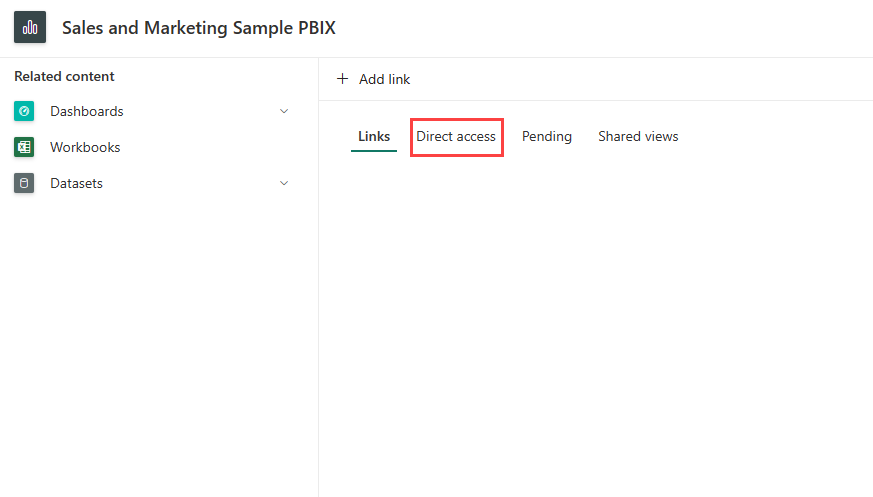 Sales and Marketing Sample PBIX
Related content
Dashboards
Workbooks
Datasets
Add link
Links Direct access Pending Shared views